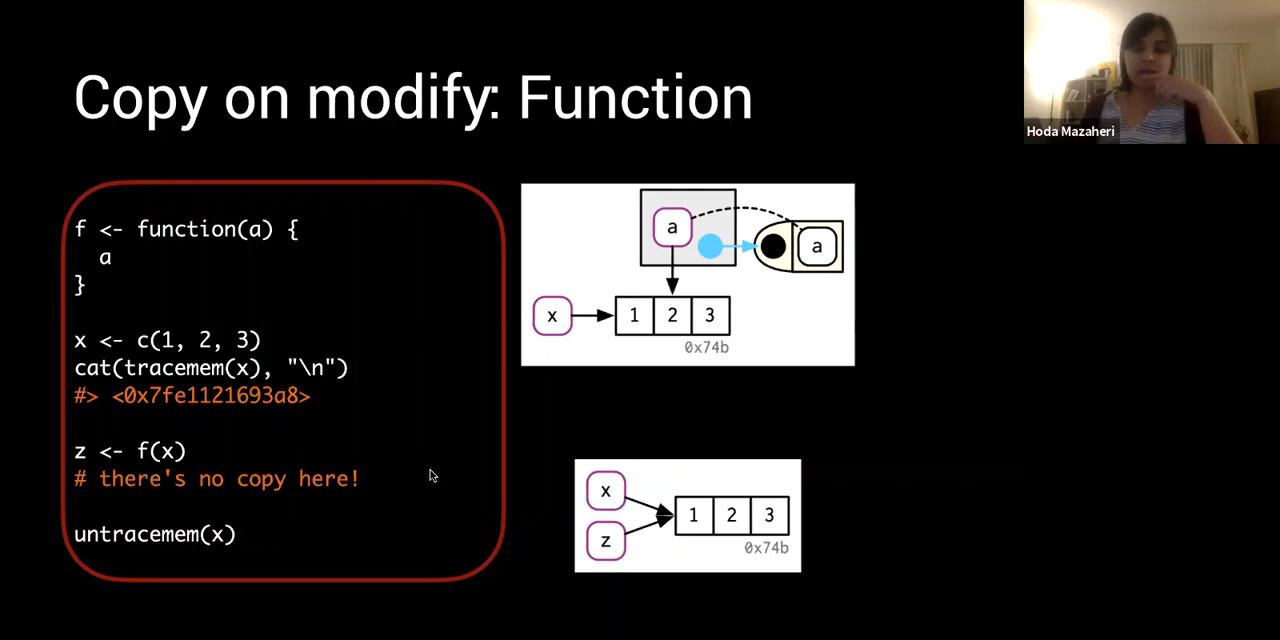 Copy on modify: Function
Hoda Mazaheri
f <- function(a) {
  a
}
x <- c(1, 2, 3)
cat(tracemem(x), "\n")
#> <0x7fe1121693a8>
z <- f(x)
# there's no copy here!
untracemem(x)
a
a
x
1 2 3
0x74b
x
z
1 2 3
0x74b